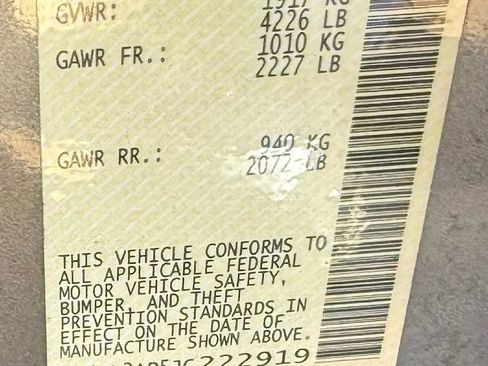 GVWR: 1917 KG
4226 LB
GAWR FR.: 1010 KG
2227 LB
GAWR RR.: 940 KG
2072 LB
THIS VEHICLE CONFORMS TO
ALL APPLICABLE FEDERAL
MOTOR VEHICLE SAFETY,
BUMPER, AND THEFT
PREVENTION STANDARDS IN
EFFECT ON THE DATE OF
MANUFACTURE SHOWN ABOVE.
222919